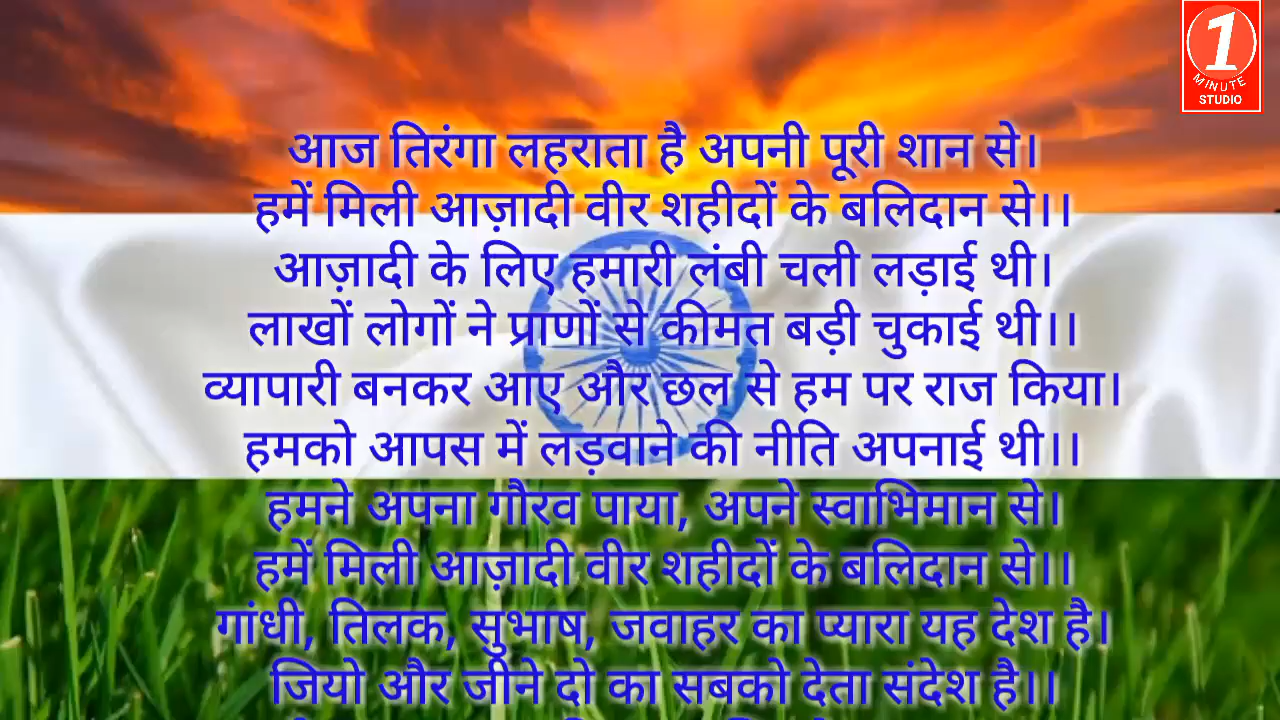 1
MINUTE
STUDIO
आज तिरंगा लहराता है अपनी पूरी शान से।
हमें मिली आज़ादी वीर शहीदों के बलिदान से।।
आज़ादी के लिए हमारी लंबी चली लड़ाई थी।
लाखों लोगों ने प्राणों से कीमत बड़ी चुकाई थी।।
व्यापारी बनकर आए और छल से हम पर राज किया।
हमको आपस में लड़वाने की नीति अपनाई थी।।
हमने अपना गौरव पाया, अपने स्वाभिमान से।
हमें मिली आज़ादी वीर शहीदों के बलिदान से।।
गांधी, तिलक, सुभाष, जवाहर का प्यारा यह देश है।
जियो और जीने दो का सबको देता संदेश है।।